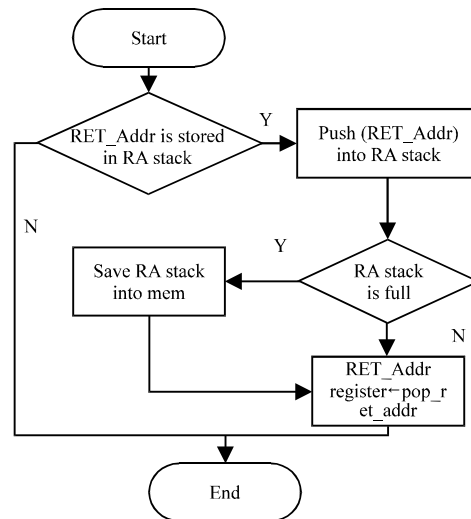 Start
RET_Addr is stored
in RA stack
Y
Push (RET_Addr)
into RA stack
N
Y
Save RA stack
into mem
RA stack
is full
N
RET_Addr
register←pop_r
et_addr
End